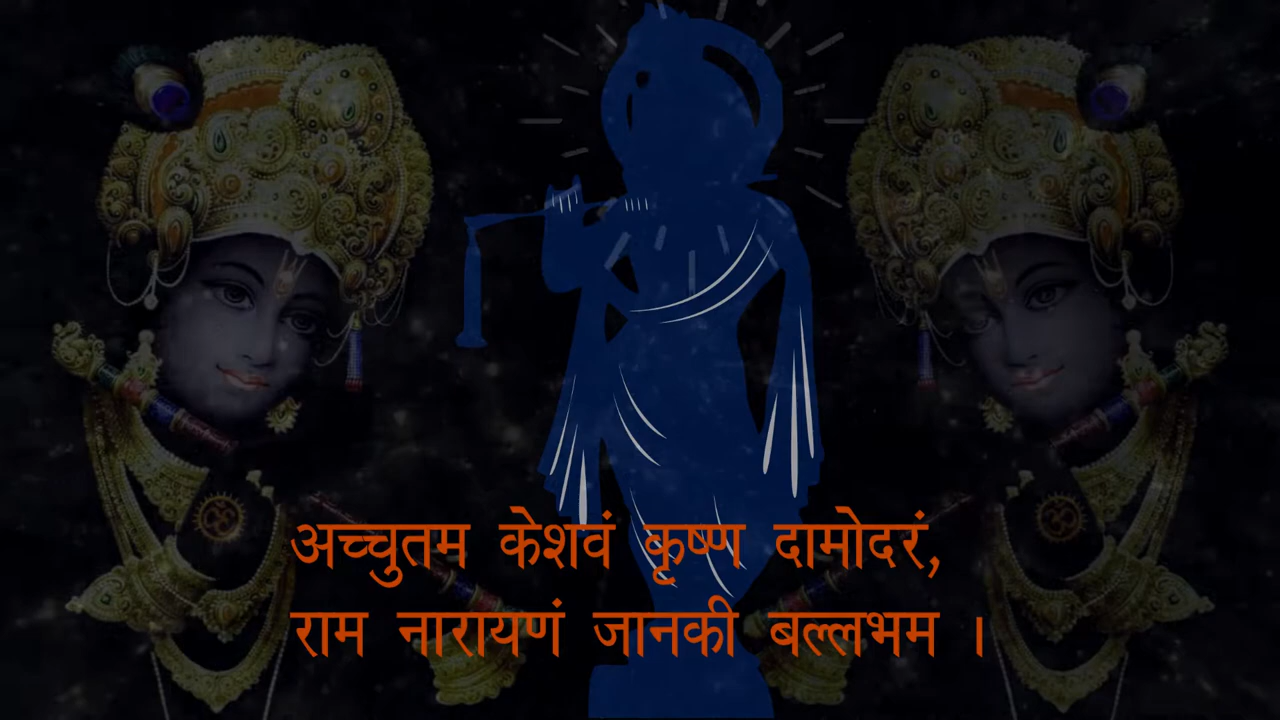 अच्चुतम केशवं कृष्ण दामोदरं,
राम नारायणं जानकी बल्लभम ।